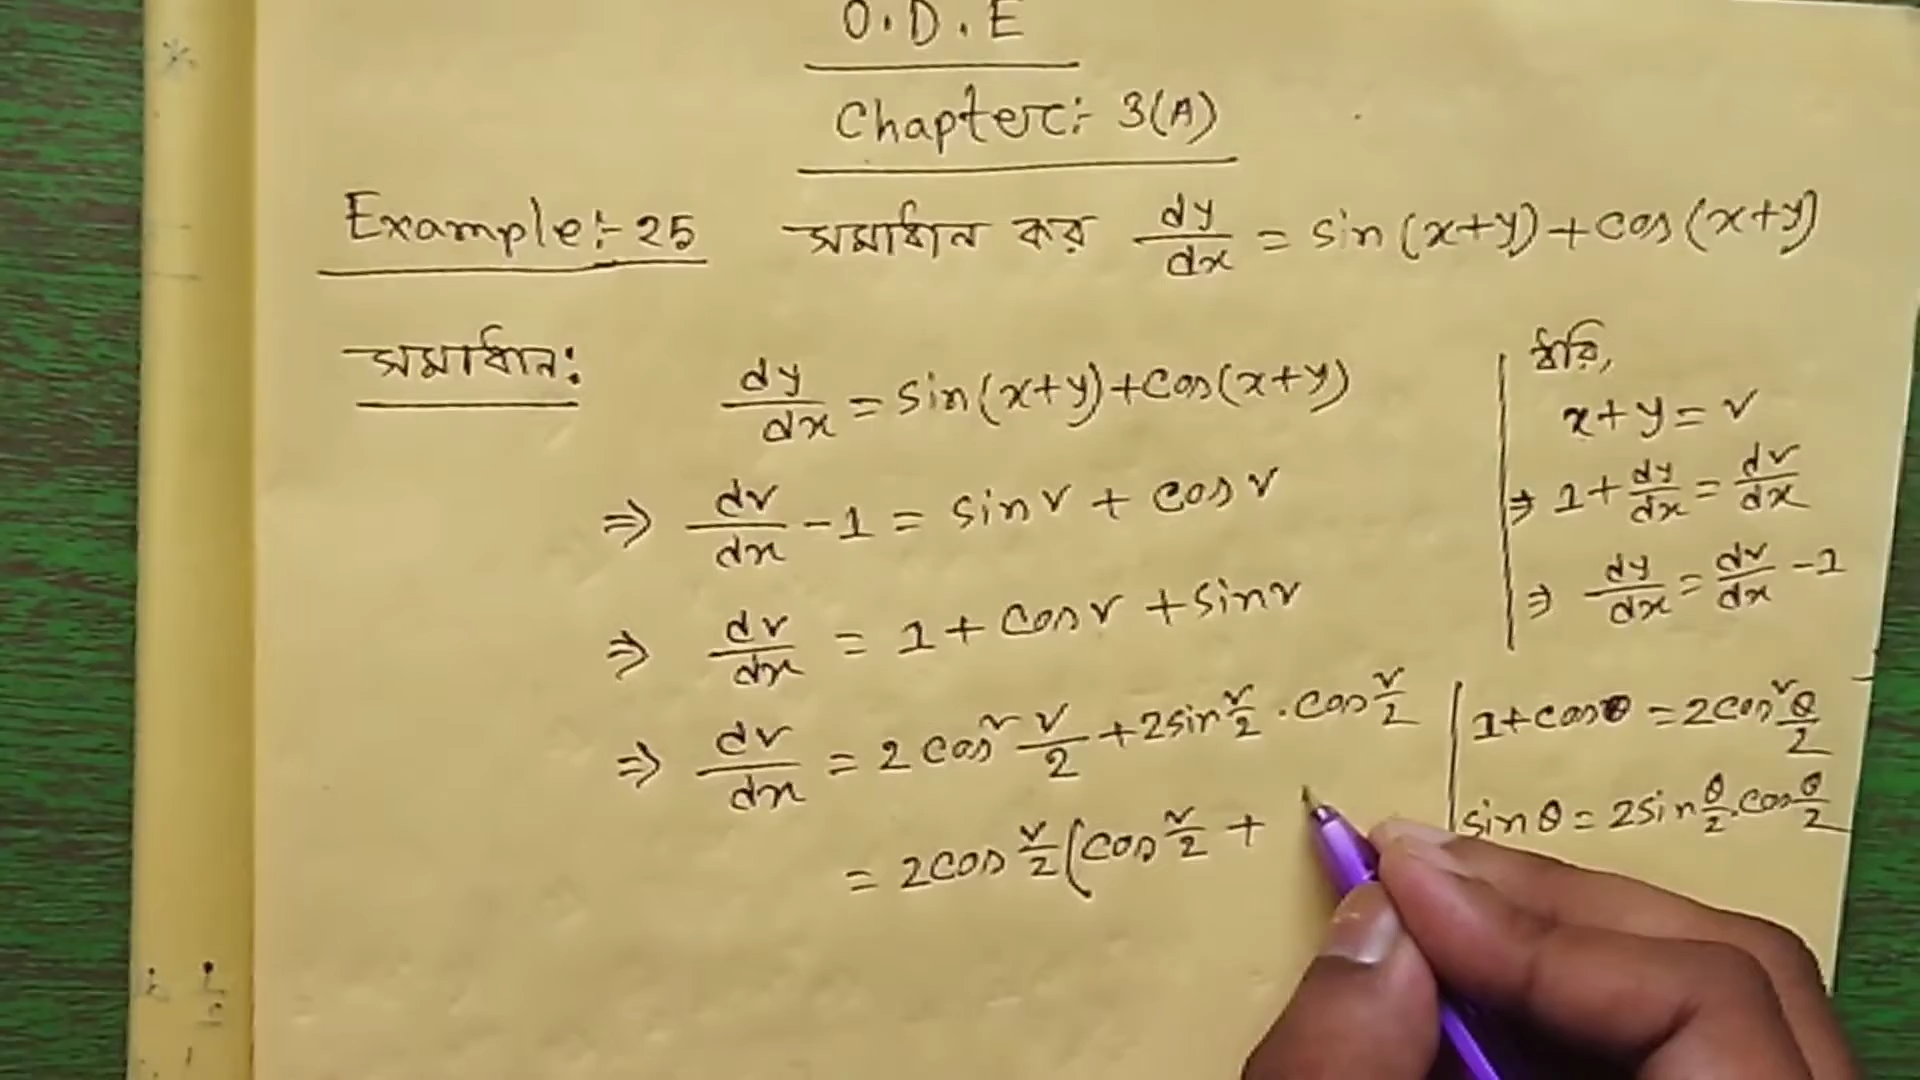 O.D.E
Chapter:- 3(A)
Example:- 25 সমাধান কর dy/dx = sin(x+y)+cos(x+y)
সমাধান:
dy/dx = sin(x+y)+cos(x+y)
⇒ dv/dx - 1 = sin v + cos v
⇒ dv/dx = 1 + cos v + sin v
⇒ dv/dx = 2 cos² v/2 + 2 sin v/2 . cos v/2
= 2 cos v/2 (cos v/2 +
ধরি,
x + y = v
⇒ 1 + dy/dx = dv/dx
⇒ dy/dx = dv/dx - 1
1+cosθ = 2cos² θ/2
sin θ = 2 sin θ/2 . cos θ/2